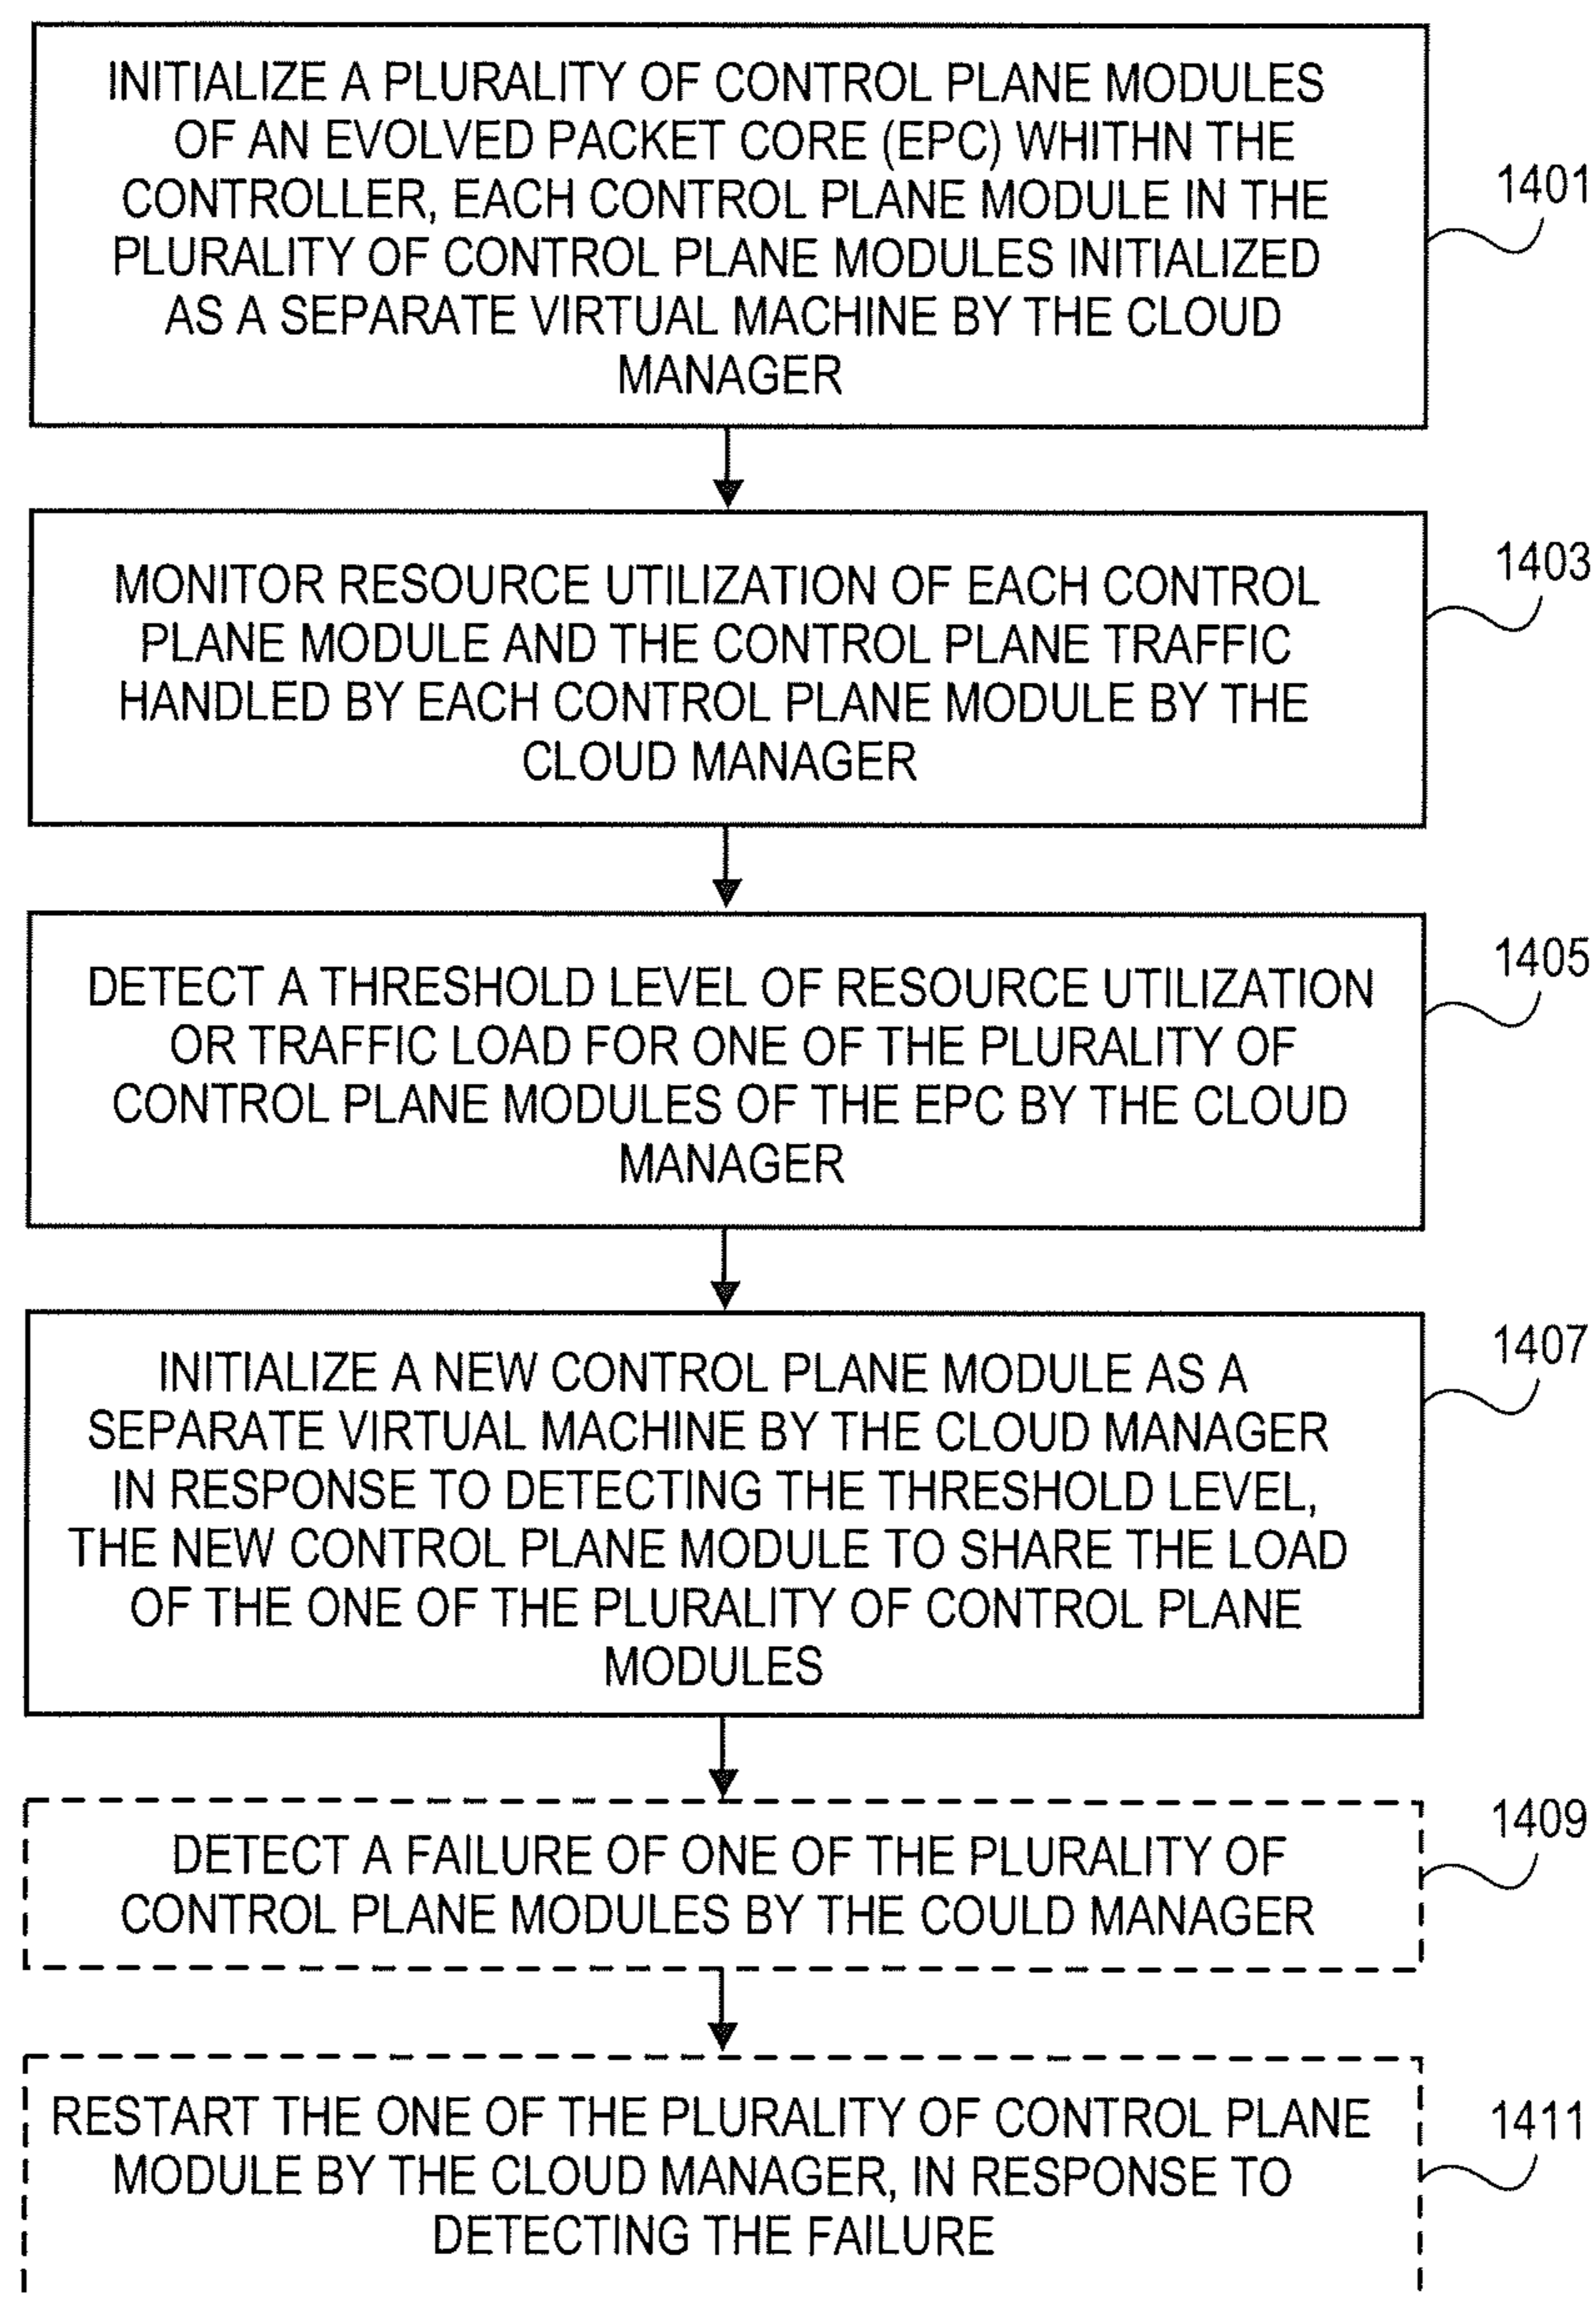 INITIALIZE A PLURALITY OF CONTROL PLANE MODULES
OF AN EVOLVED PACKET CORE (EPC) WHITHN THE
CONTROLLER, EACH CONTROL PLANE MODULE IN THE
PLURALITY OF CONTROL PLANE MODULES INITIALIZED
AS A SEPARATE VIRTUAL MACHINE BY THE CLOUD
MANAGER
1401
MONITOR RESOURCE UTILIZATION OF EACH CONTROL
PLANE MODULE AND THE CONTROL PLANE TRAFFIC
HANDLED BY EACH CONTROL PLANE MODULE BY THE
CLOUD MANAGER
1403
DETECT A THRESHOLD LEVEL OF RESOURCE UTILIZATION
OR TRAFFIC LOAD FOR ONE OF THE PLURALITY OF
CONTROL PLANE MODULES OF THE EPC BY THE CLOUD
MANAGER
1405
INITIALIZE A NEW CONTROL PLANE MODULE AS A
SEPARATE VIRTUAL MACHINE BY THE CLOUD MANAGER
IN RESPONSE TO DETECTING THE THRESHOLD LEVEL,
THE NEW CONTROL PLANE MODULE TO SHARE THE LOAD
OF THE ONE OF THE PLURALITY OF CONTROL PLANE
MODULES
1407
DETECT A FAILURE OF ONE OF THE PLURALITY OF
CONTROL PLANE MODULES BY THE COULD MANAGER
1409
RESTART THE ONE OF THE PLURALITY OF CONTROL PLANE
MODULE BY THE CLOUD MANAGER, IN RESPONSE TO
DETECTING THE FAILURE
1411